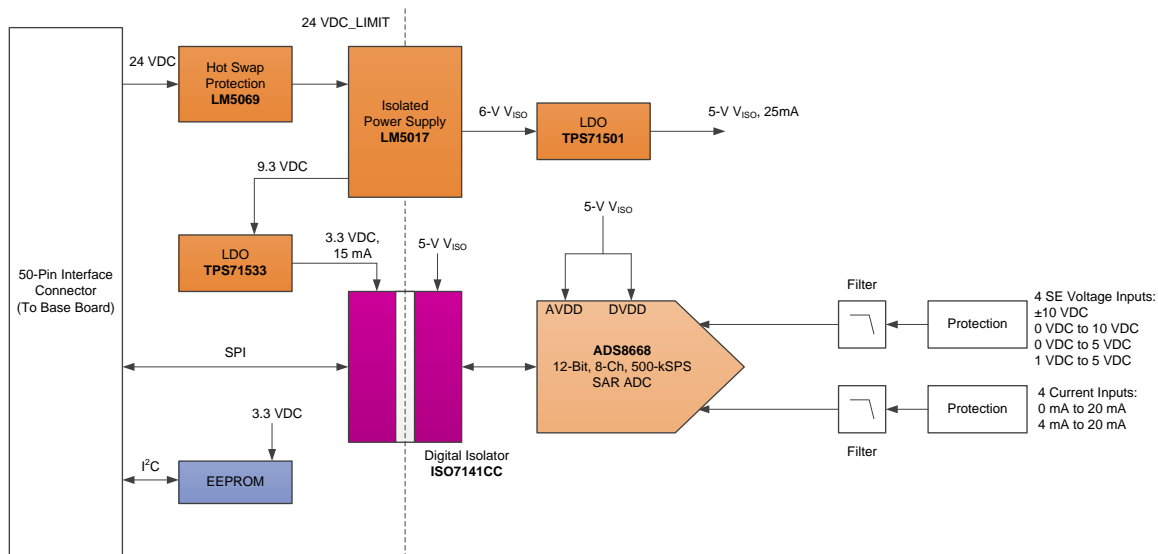 24 VDC_LIMIT
24 VDC
Hot Swap
Protection
LM5069
Isolated
Power Supply
LM5017
6-V VISO
LDO
TPS71501
5-V VISO, 25mA
9.3 VDC
LDO
TPS71533
3.3 VDC,
15 mA
5-V VISO
5-V VISO
50-Pin Interface
Connector
(To Base Board)
SPI
AVDD
DVDD
ADS8668
12-Bit, 8-Ch, 500-kSPS
SAR ADC
Filter
Protection
4 SE Voltage Inputs:
±10 VDC
0 VDC to 10 VDC
0 VDC to 5 VDC
1 VDC to 5 VDC
Filter
Protection
4 Current Inputs:
0 mA to 20 mA
4 mA to 20 mA
Digital Isolator
ISO7141CC
3.3 VDC
I2C
EEPROM